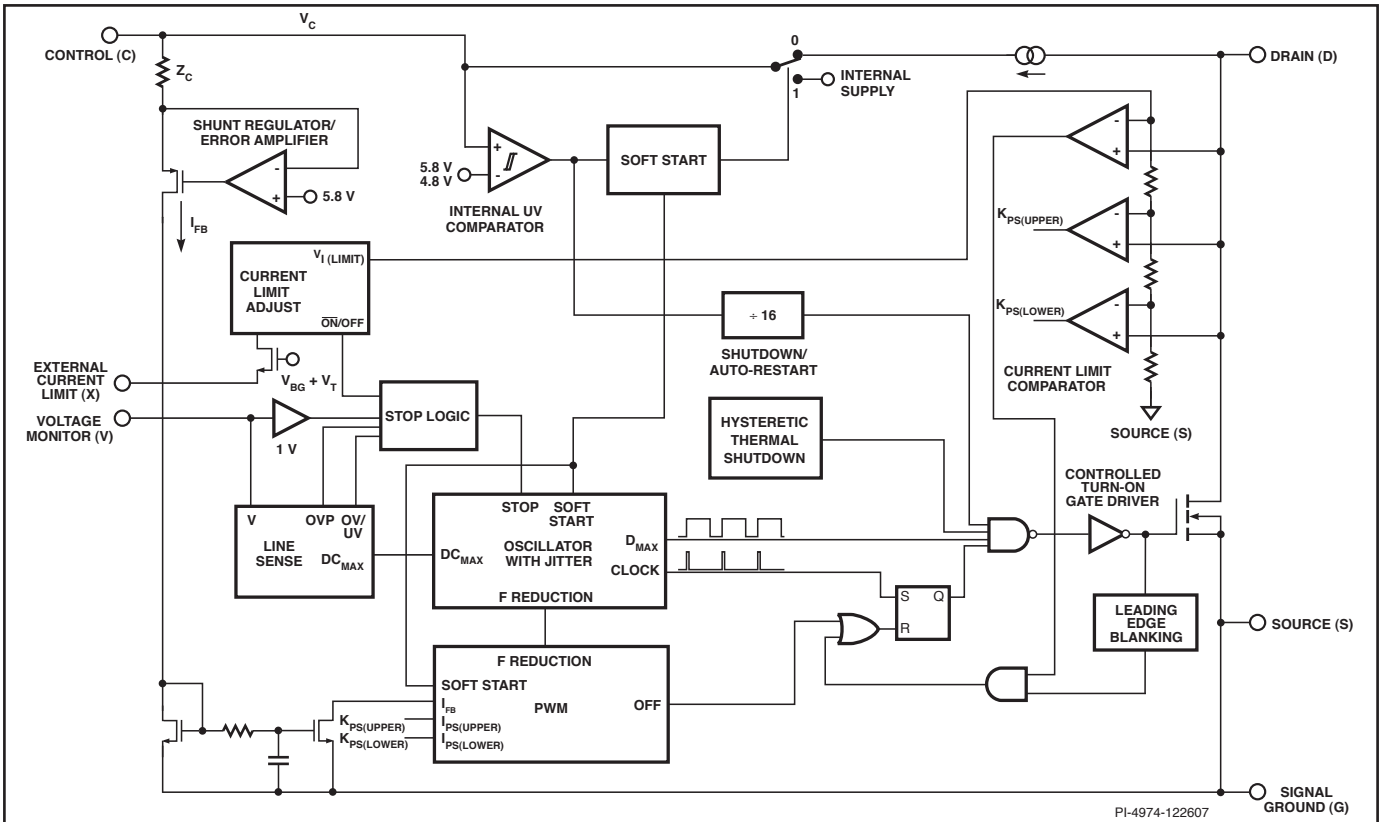 V_C
0
CONTROL (C)
Z_C
1
INTERNAL
SUPPLY
DRAIN (D)
SHUNT REGULATOR/
ERROR AMPLIFIER
-
+
5.8 V
I_FB
+
-
5.8 V
4.8 V
INTERNAL UV
COMPARATOR
SOFT START
-
+
K_PS(UPPER)
-
+
K_PS(LOWER)
-
+
CURRENT LIMIT
COMPARATOR
SOURCE (S)
V_I (LIMIT)
CURRENT
LIMIT
ADJUST
O̅N̅/OFF
÷ 16
SHUTDOWN/
AUTO-RESTART
EXTERNAL
CURRENT
LIMIT (X)
V_BG + V_T
VOLTAGE
MONITOR (V)
1 V
STOP LOGIC
HYSTERETIC
THERMAL
SHUTDOWN
CONTROLLED
TURN-ON
GATE DRIVER
V
OVP
OV/
UV
LINE
SENSE
DC_MAX
STOP
SOFT
START
DC_MAX
OSCILLATOR
WITH JITTER
D_MAX
CLOCK
F REDUCTION
S
Q
R
LEADING
EDGE
BLANKING
SOURCE (S)
F REDUCTION
SOFT START
PWM
OFF
I_FB
K_PS(UPPER)
I_PS(UPPER)
K_PS(LOWER)
I_PS(LOWER)
SIGNAL
GROUND (G)
PI-4974-122607